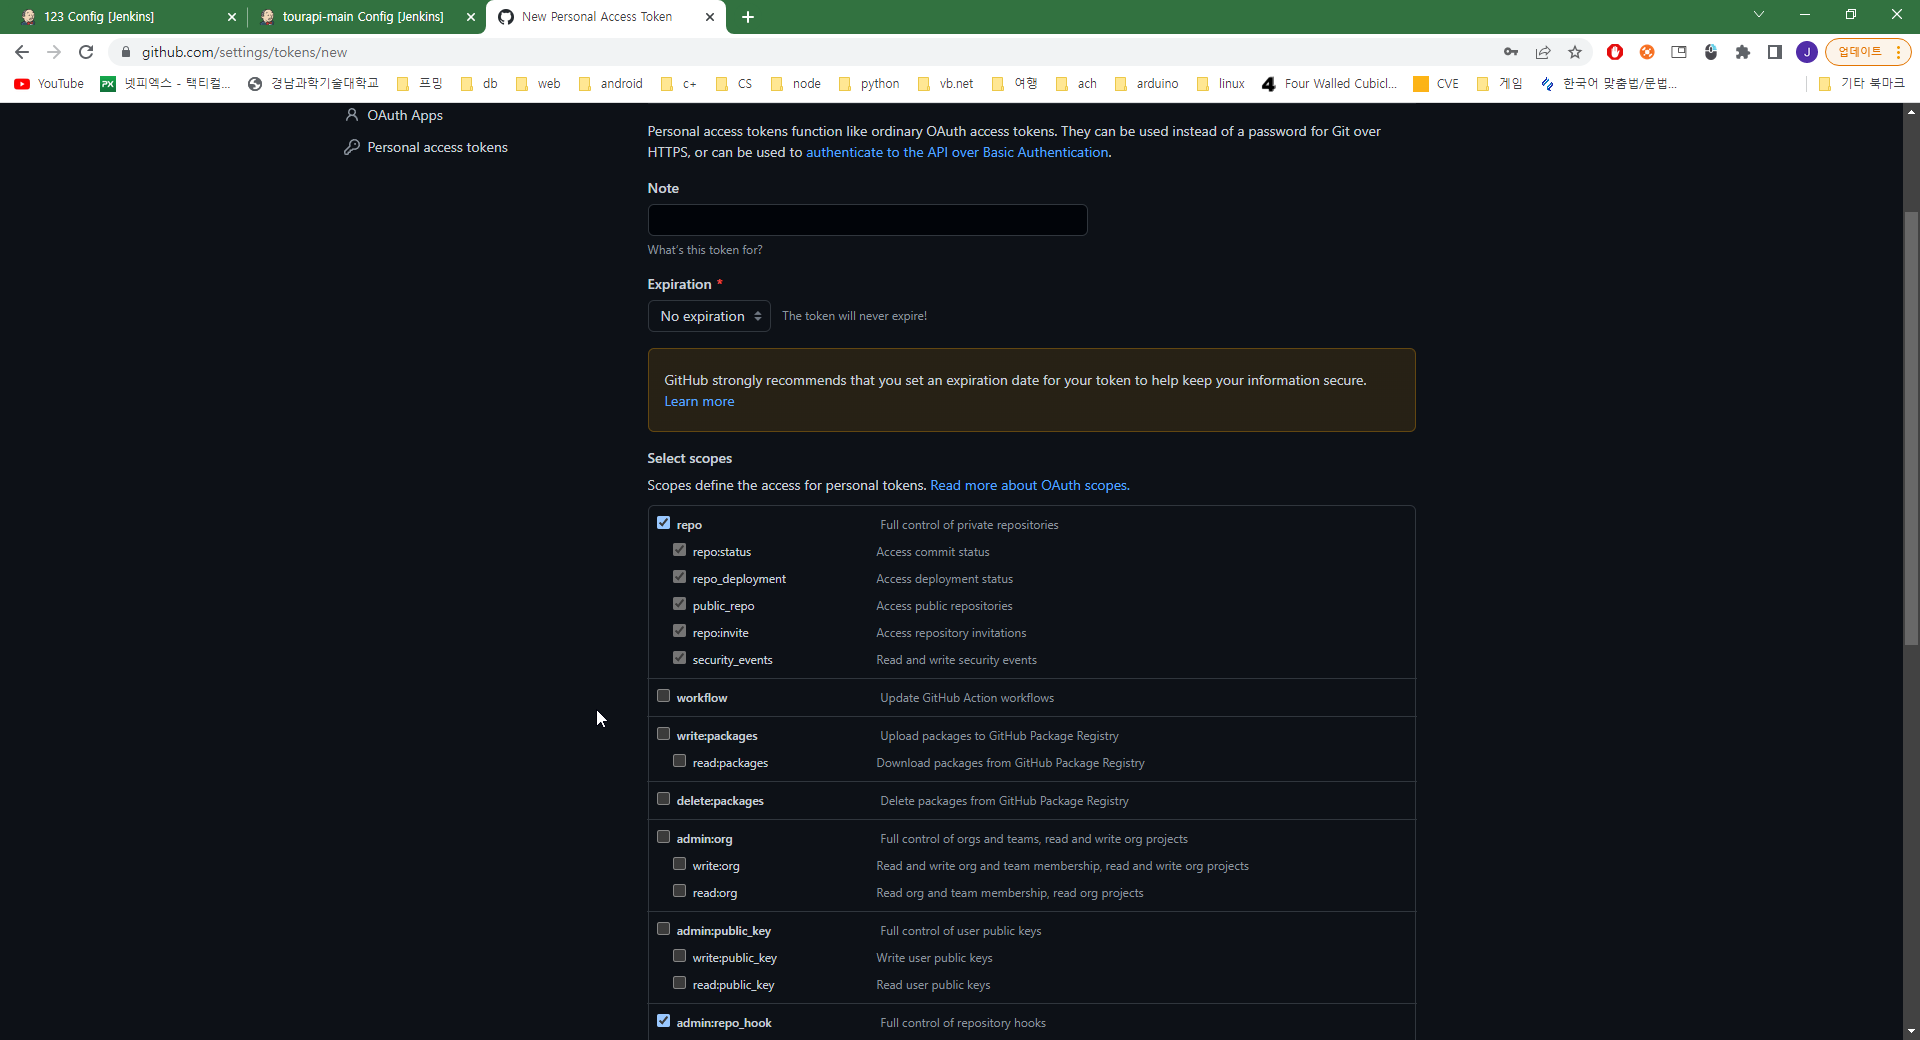 123 Config [Jenkins]
tourapi-main Config [Jenkins]
New Personal Access Token
github.com/settings/tokens/new
J
업데이트
YouTube
PX 넷피엑스 - 택티컬...
경남과학기술대학교
프밍
db
web
android
c+
CS
node
python
vb.net
여행
ach
arduino
linux
4 Four Walled Cubicl...
CVE
게임
한국어 맞춤법/문법...
기타 북마크
OAuth Apps
Personal access tokens
Personal access tokens function like ordinary OAuth access tokens. They can be used instead of a password for Git over
HTTPS, or can be used to authenticate to the API over Basic Authentication.
Note
What's this token for?
Expiration *
No expiration The token will never expire!
GitHub strongly recommends that you set an expiration date for your token to help keep your information secure.
Learn more
Select scopes
Scopes define the access for personal tokens. Read more about OAuth scopes.
repo Full control of private repositories
repo:status Access commit status
repo_deployment Access deployment status
public_repo Access public repositories
repo:invite Access repository invitations
security_events Read and write security events
workflow Update GitHub Action workflows
write:packages Upload packages to GitHub Package Registry
read:packages Download packages from GitHub Package Registry
delete:packages Delete packages from GitHub Package Registry
admin:org Full control of orgs and teams, read and write org projects
write:org Read and write org and team membership, read and write org projects
read:org Read org and team membership, read org projects
admin:public_key Full control of user public keys
write:public_key Write user public keys
read:public_key Read user public keys
admin:repo_hook Full control of repository hooks